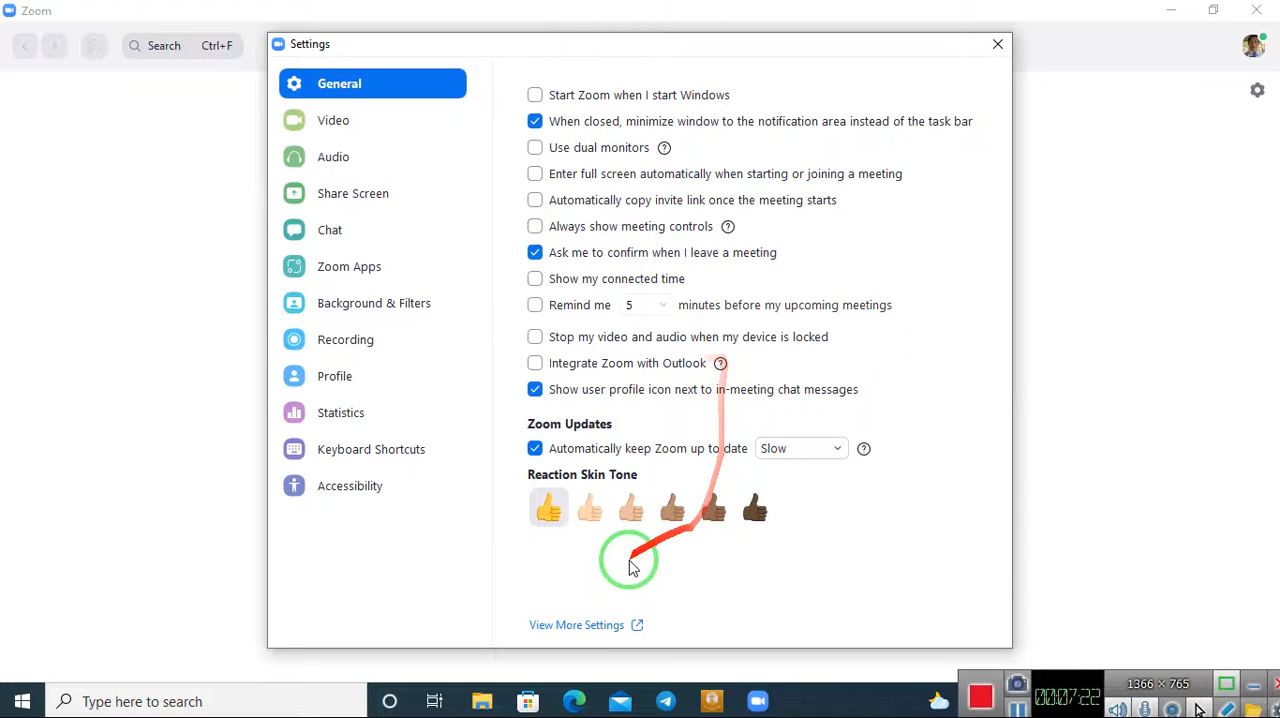 Zoom
Search Ctrl+F
Settings
General
Video
Audio
Share Screen
Chat
Zoom Apps
Background & Filters
Recording
Profile
Statistics
Keyboard Shortcuts
Accessibility
Start Zoom when I start Windows
When closed, minimize window to the notification area instead of the task bar
Use dual monitors ?
Enter full screen automatically when starting or joining a meeting
Automatically copy invite link once the meeting starts
Always show meeting controls ?
Ask me to confirm when I leave a meeting
Show my connected time
Remind me 5 minutes before my upcoming meetings
Stop my video and audio when my device is locked
Integrate Zoom with Outlook ?
Show user profile icon next to in-meeting chat messages
Zoom Updates
Automatically keep Zoom up to date Slow ?
Reaction Skin Tone
View More Settings
Type here to search
00:07:22
1366 × 765